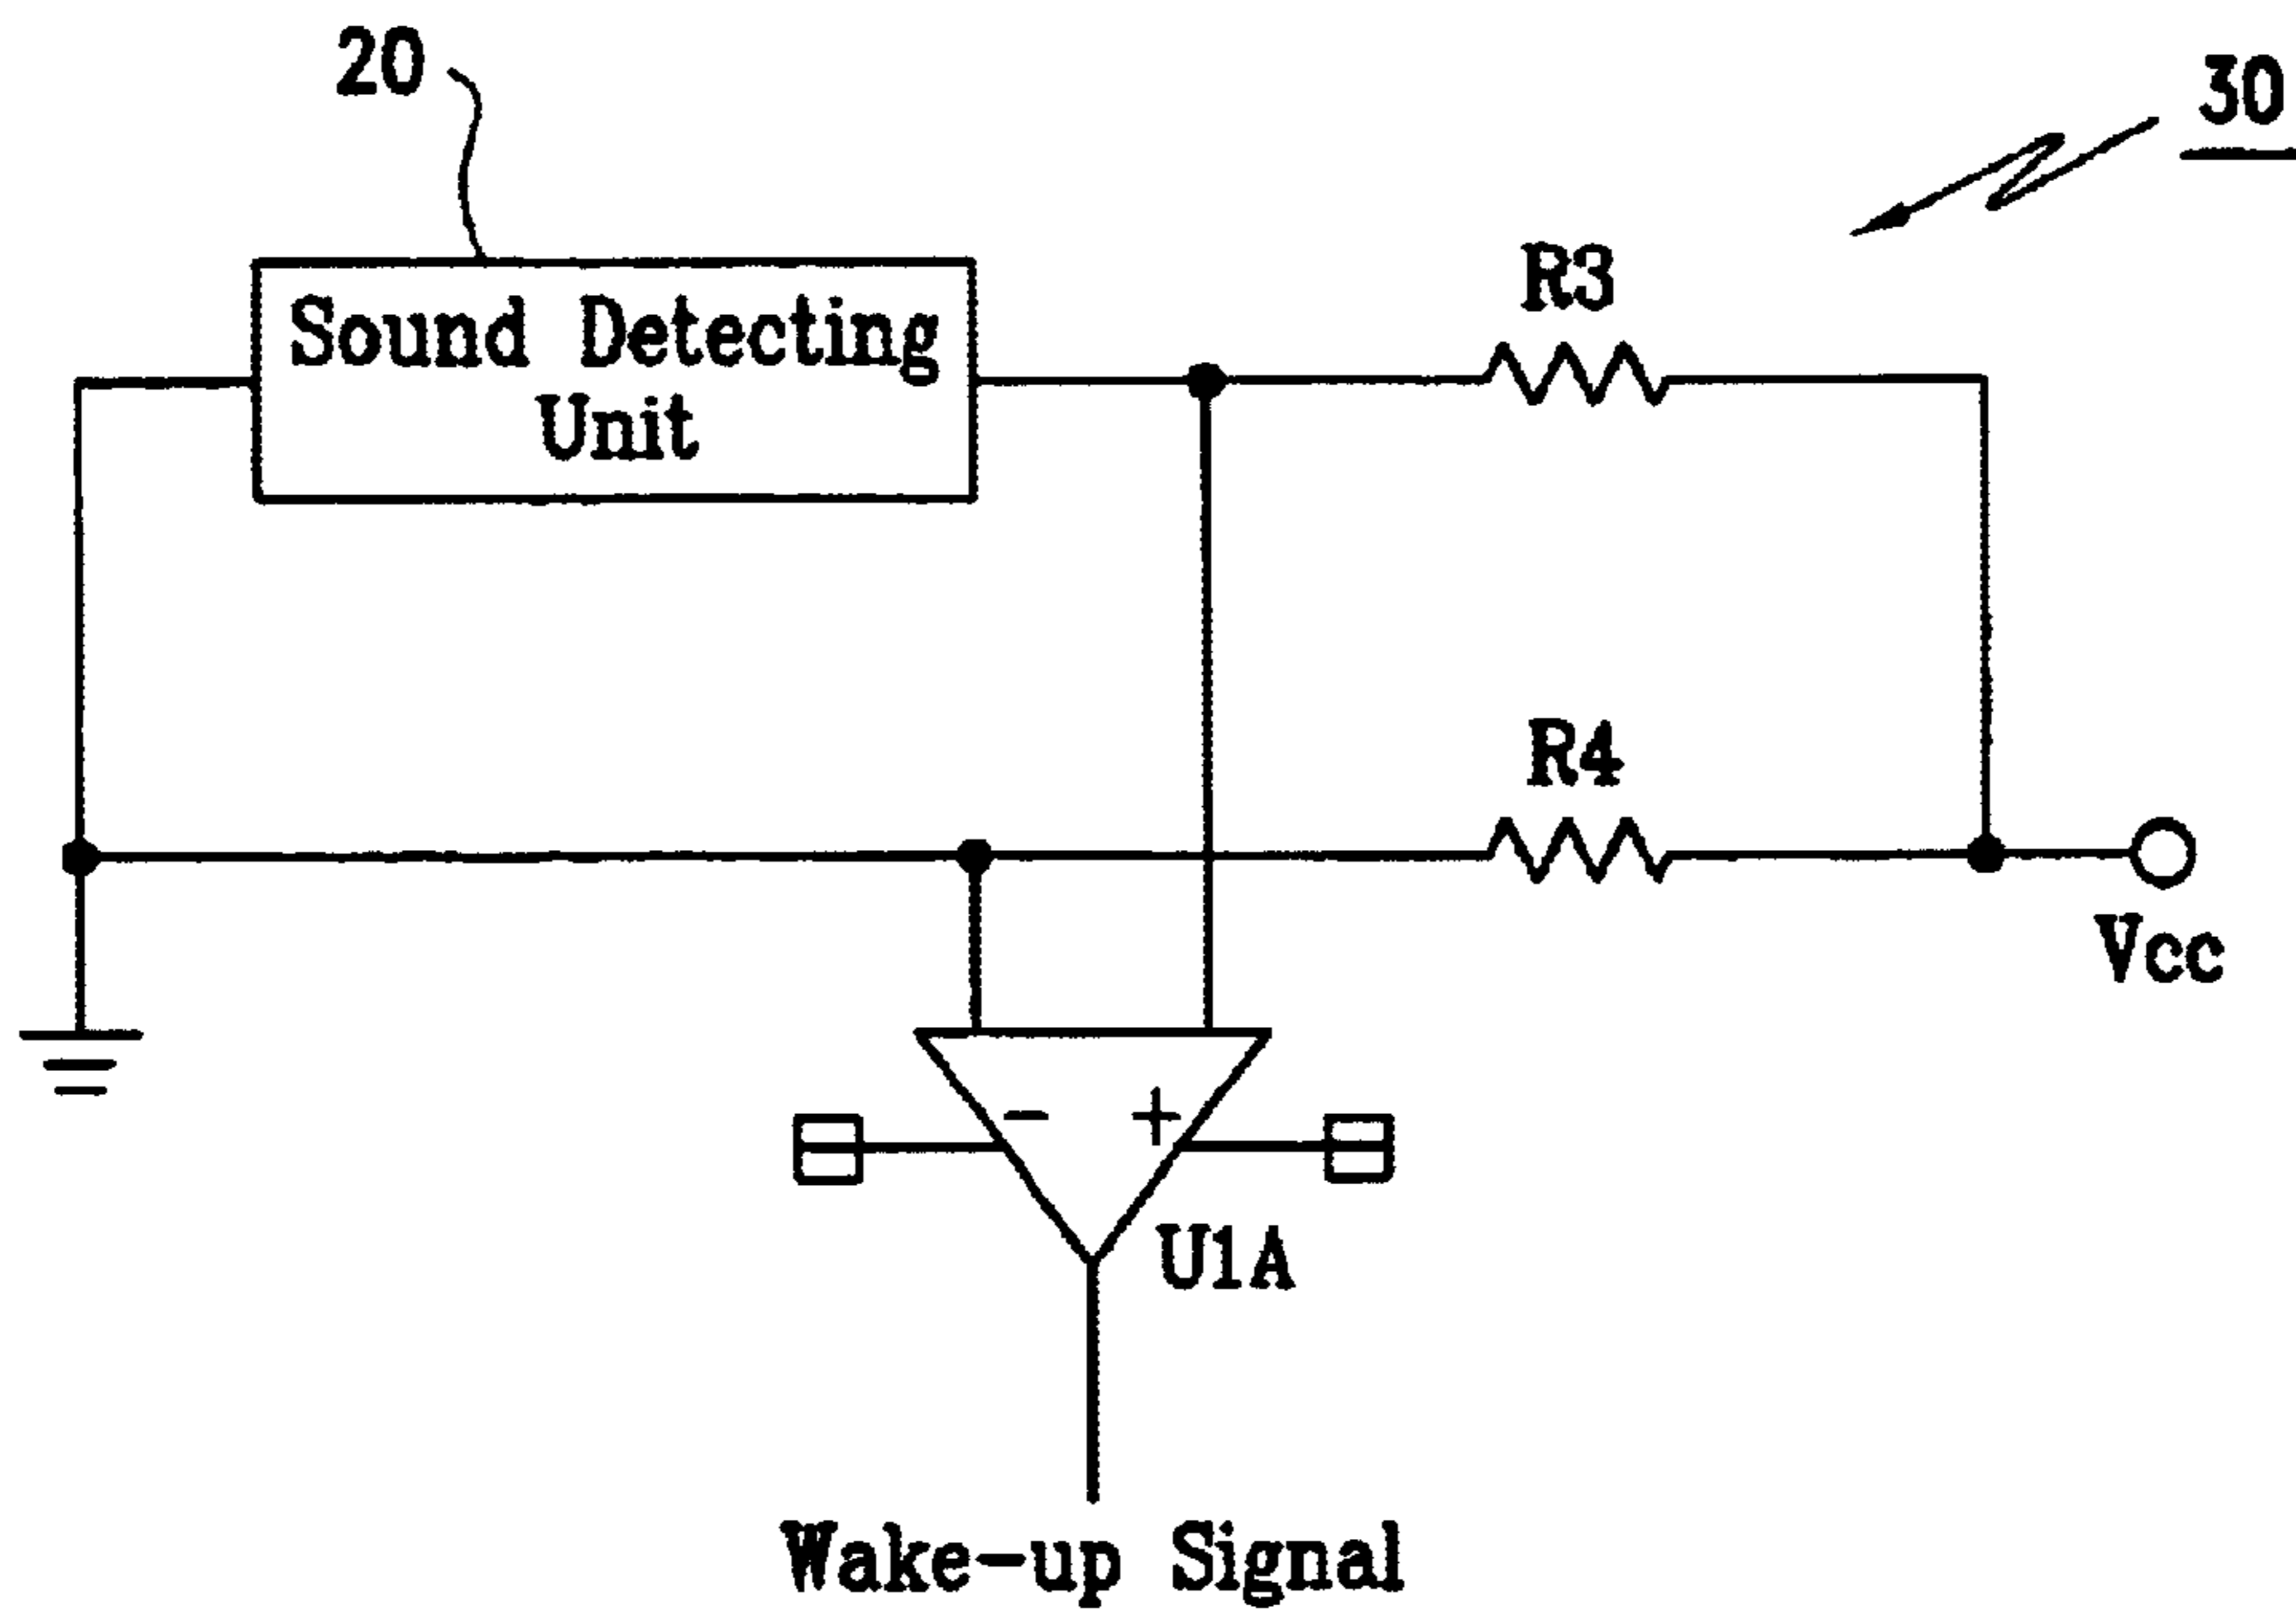 20
30
R3
Sound Detecting
Unit
R4
Vcc
- +
U1A
Wake-up Signal